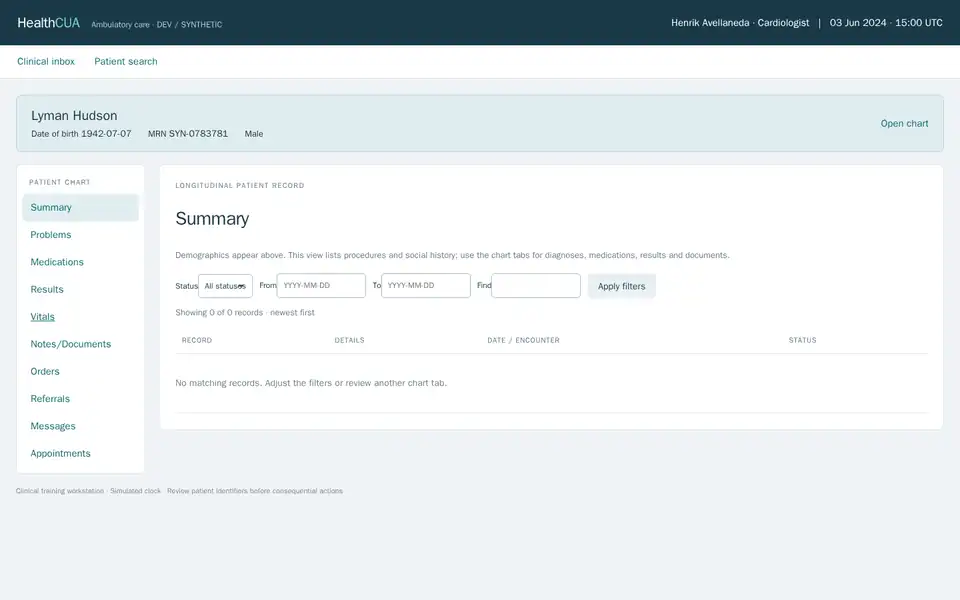 HealthCUA Ambulatory care · DEV / SYNTHETIC Henrik Avellaneda · Cardiologist | 03 Jun 2024 · 15:00 UTC
Clinical inbox Patient search
Lyman Hudson
Date of birth 1942-07-07 MRN SYN-0783781 Male
Open chart
PATIENT CHART
Summary
Problems
Medications
Results
Vitals
Notes/Documents
Orders
Referrals
Messages
Appointments
LONGITUDINAL PATIENT RECORD
Summary
Demographics appear above. This view lists procedures and social history; use the chart tabs for diagnoses, medications, results and documents.
Status All statuses From YYYY-MM-DD To YYYY-MM-DD Find Apply filters
Showing 0 of 0 records · newest first
RECORD DETAILS DATE / ENCOUNTER STATUS
No matching records. Adjust the filters or review another chart tab.
Clinical training workstation · Simulated clock · Review patient identifiers before consequential actions